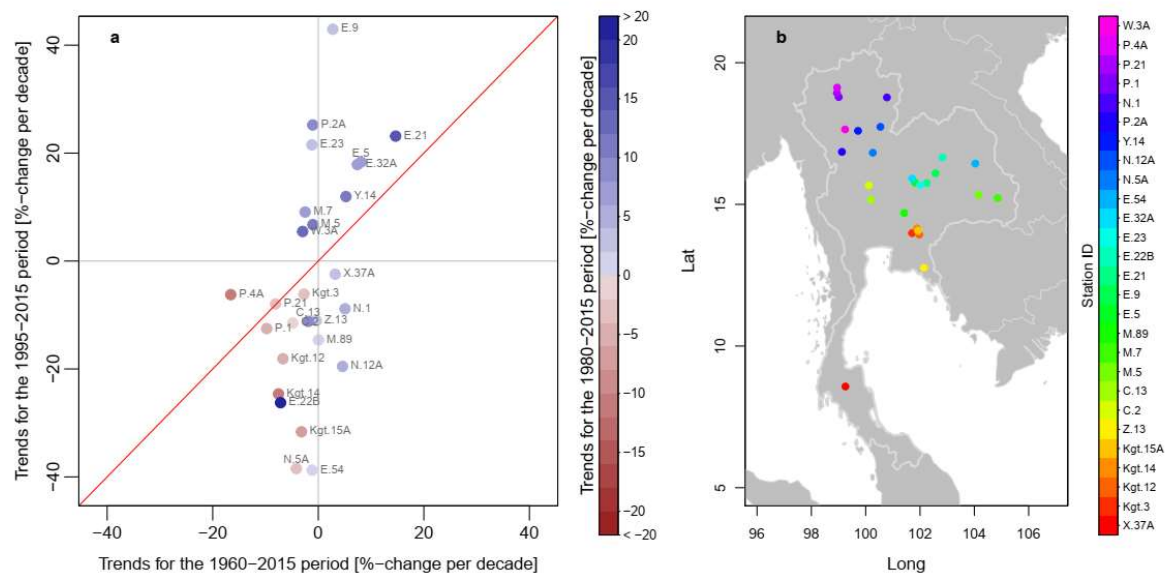 a
E.9
P.2A
E.23
E.21
E.5
E.32A
Y.14
M.7
M.5
W.3A
X.37A
P.4A
Kgt.3
P.21
N.1
C.13
C.2
Z.13
P.1
M.89
Kgt.12
N.12A
Kgt.14
E.22B
Kgt.15A
N.5A
E.54
40
20
0
−20
−40
−40
−20
0
20
40
Trends for the 1995−2015 period [%−change per decade]
Trends for the 1960−2015 period [%−change per decade]
Trends for the 1980−2015 period [%−change per decade]
> 20
20
15
10
5
0
−5
−10
−15
−20
< −20
b
20
15
10
5
Lat
96
98
100
102
104
106
Long
Station ID
W.3A
P.4A
P.21
P.1
N.1
P.2A
Y.14
N.12A
N.5A
E.54
E.32A
E.23
E.22B
E.21
E.9
E.5
M.89
M.7
M.5
C.13
C.2
Z.13
Kgt.15A
Kgt.14
Kgt.12
Kgt.3
X.37A